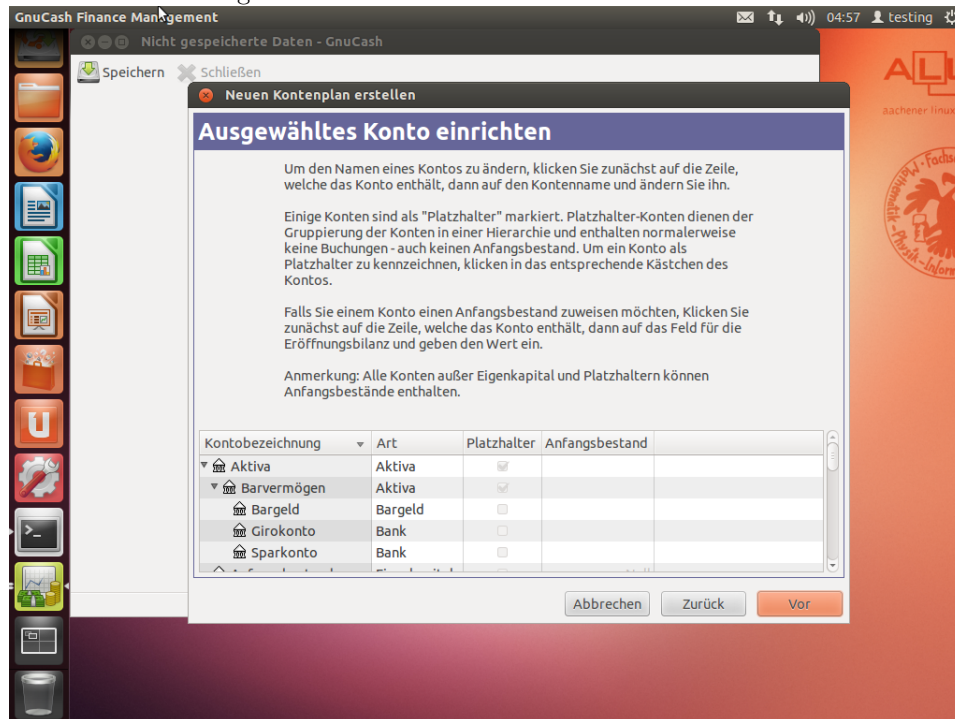 GnuCash Finance Management
04:57 testing
Nicht gespeicherte Daten - GnuCash
Speichern Schließen
Neuen Kontenplan erstellen
Ausgewähltes Konto einrichten
Um den Namen eines Kontos zu ändern, klicken Sie zunächst auf die Zeile,
welche das Konto enthält, dann auf den Kontenname und ändern Sie ihn.
Einige Konten sind als "Platzhalter" markiert. Platzhalter-Konten dienen der
Gruppierung der Konten in einer Hierarchie und enthalten normalerweise
keine Buchungen - auch keinen Anfangsbestand. Um ein Konto als
Platzhalter zu kennzeichnen, klicken in das entsprechende Kästchen des
Kontos.
Falls Sie einem Konto einen Anfangsbestand zuweisen möchten, Klicken Sie
zunächst auf die Zeile, welche das Konto enthält, dann auf das Feld für die
Eröffnungsbilanz und geben den Wert ein.
Anmerkung: Alle Konten außer Eigenkapital und Platzhaltern können
Anfangsbestände enthalten.
Kontobezeichnung Art Platzhalter Anfangsbestand
Aktiva Aktiva
Barvermögen Aktiva
Bargeld Bargeld
Girokonto Bank
Sparkonto Bank
Abbrechen Zurück Vor
aachener linux